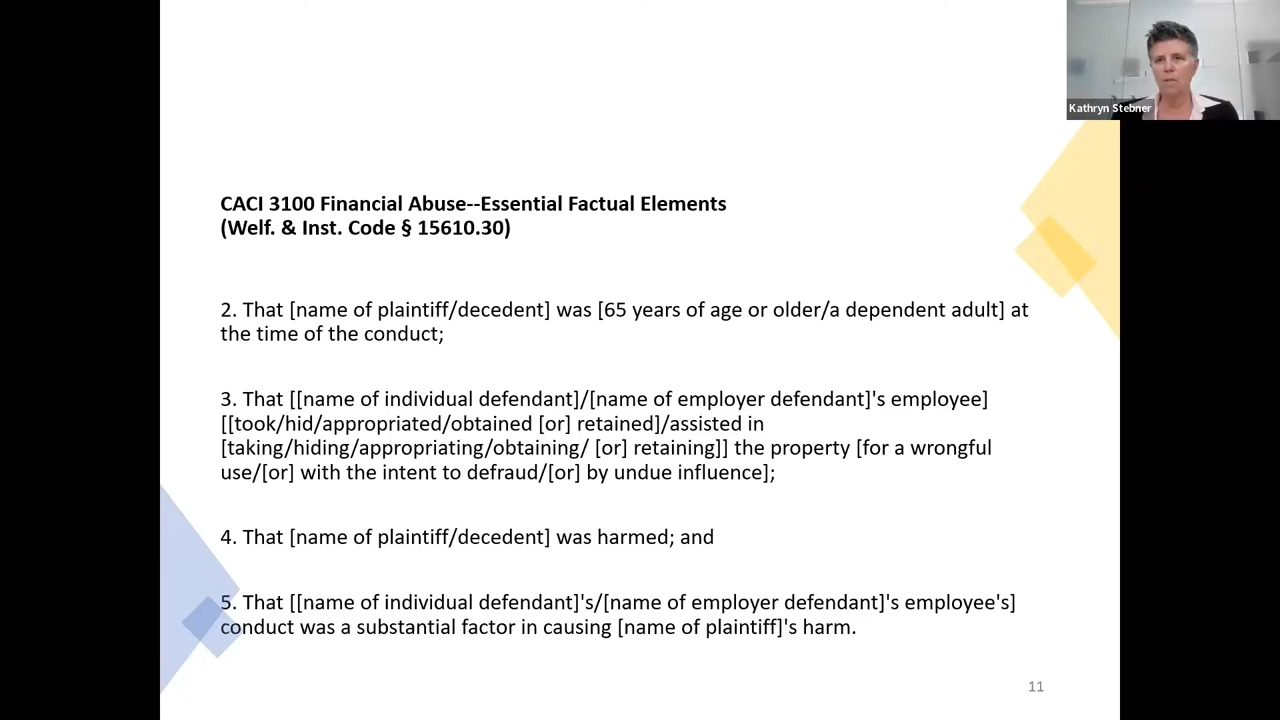 Kathryn Stebner
CACI 3100 Financial Abuse--Essential Factual Elements
(Welf. & Inst. Code § 15610.30)
2. That [name of plaintiff/decedent] was [65 years of age or older/a dependent adult] at
the time of the conduct;
3. That [[name of individual defendant]/[name of employer defendant]'s employee]
[[took/hid/appropriated/obtained [or] retained]/assisted in
[taking/hiding/appropriating/obtaining/ [or] retaining]] the property [for a wrongful
use/[or] with the intent to defraud/[or] by undue influence];
4. That [name of plaintiff/decedent] was harmed; and
5. That [[name of individual defendant]'s/[name of employer defendant]'s employee's]
conduct was a substantial factor in causing [name of plaintiff]'s harm.
11